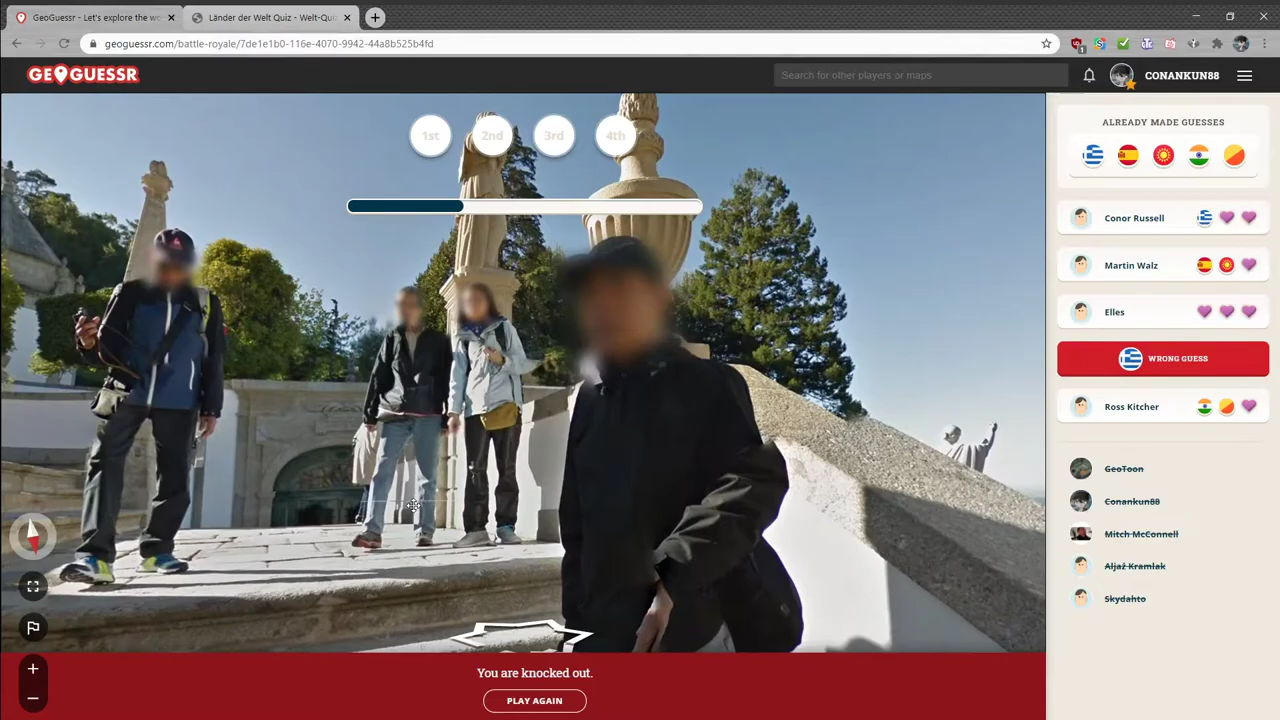 GeoGuessr - Let's explore the wo
Länder der Welt Quiz - Welt-Quiz
geoguessr.com/battle-royale/7de1e1b0-116e-4070-9942-44a8b525b4fd
1
GEOGUESSR
Search for other players or maps
CONANKUN88
1st
2nd
3rd
4th
ALREADY MADE GUESSES
Conor Russell
Martin Walz
Elles
WRONG GUESS
Ross Kitcher
GeoToon
Conankun88
Mitch McConnell
Aljaž Kramlak
Skydahto
You are knocked out.
PLAY AGAIN